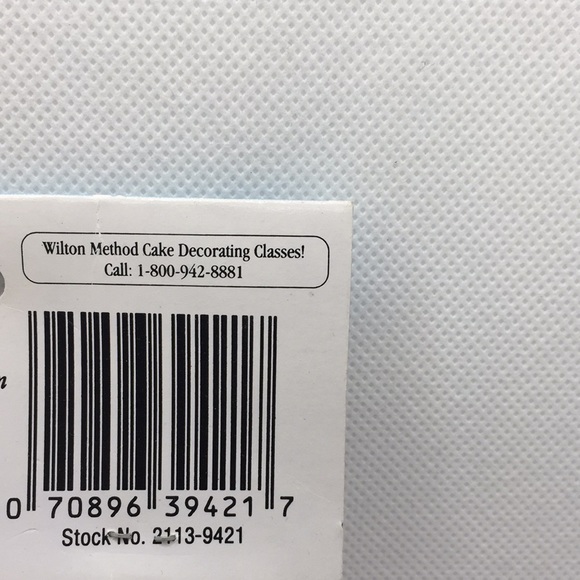 Wilton Method Cake Decorating Classes!
Call: 1-800-942-8881
0 70896 39421 7
Stock No. 2113-9421